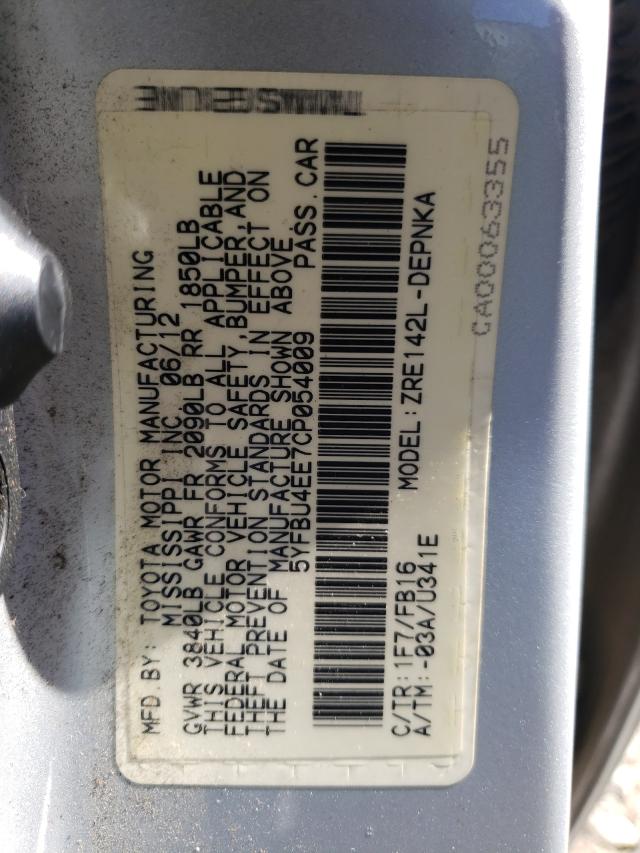 MFD. BY: TOYOTA MOTOR MANUFACTURING
MISSISSIPPI INC. 06/12
GVWR 3840LB GAWR FR 2090LB RR 1850LB
THIS VEHICLE CONFORMS TO ALL APPLICABLE
FEDERAL MOTOR VEHICLE SAFETY, BUMPER, AND
THEFT PREVENTION STANDARDS IN EFFECT ON
THE DATE OF MANUFACTURE SHOWN ABOVE.
5YFBU4EE7CP054009 PASS. CAR
C/TR: 1F7/FB16 MODEL: ZRE142L-DEPNKA
A/TM: -03A/U341E
CA00063355